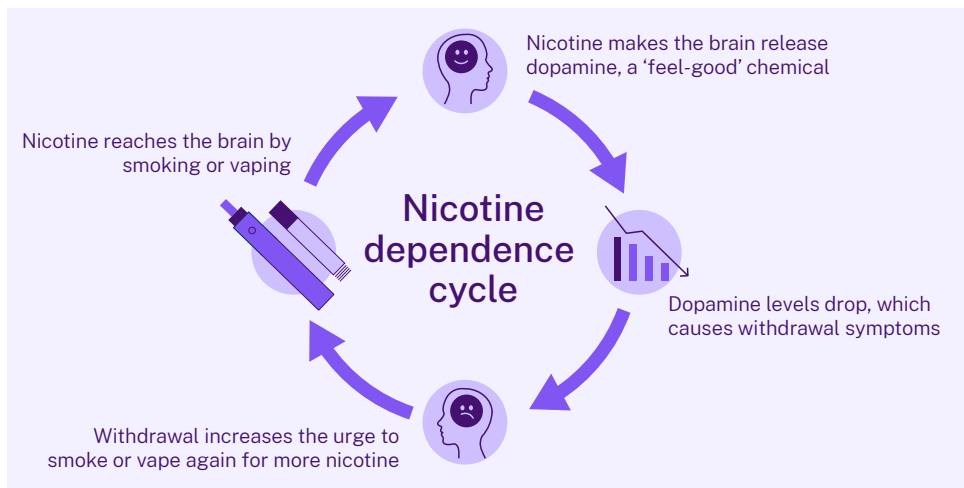 Nicotine makes the brain release
dopamine, a ‘feel-good’ chemical
Nicotine reaches the brain by
smoking or vaping
Nicotine
dependence
cycle
Dopamine levels drop, which
causes withdrawal symptoms
Withdrawal increases the urge to
smoke or vape again for more nicotine